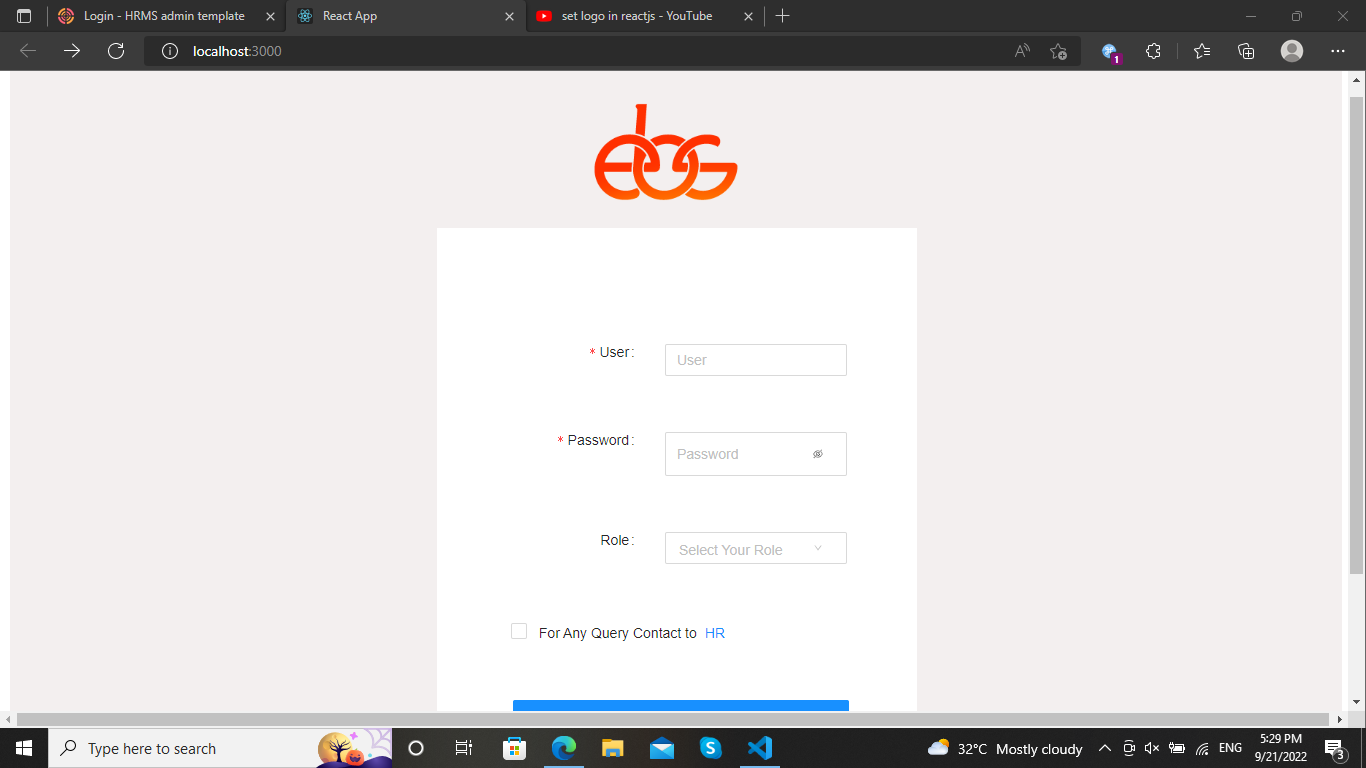 Login - HRMS admin template
React App
set logo in reactjs - YouTube
localhost:3000
1
ebs
* User:
User
* Password:
Password
Role:
Select Your Role
For Any Query Contact to HR
Type here to search
32°C Mostly cloudy
ENG
5:29 PM
9/21/2022
3